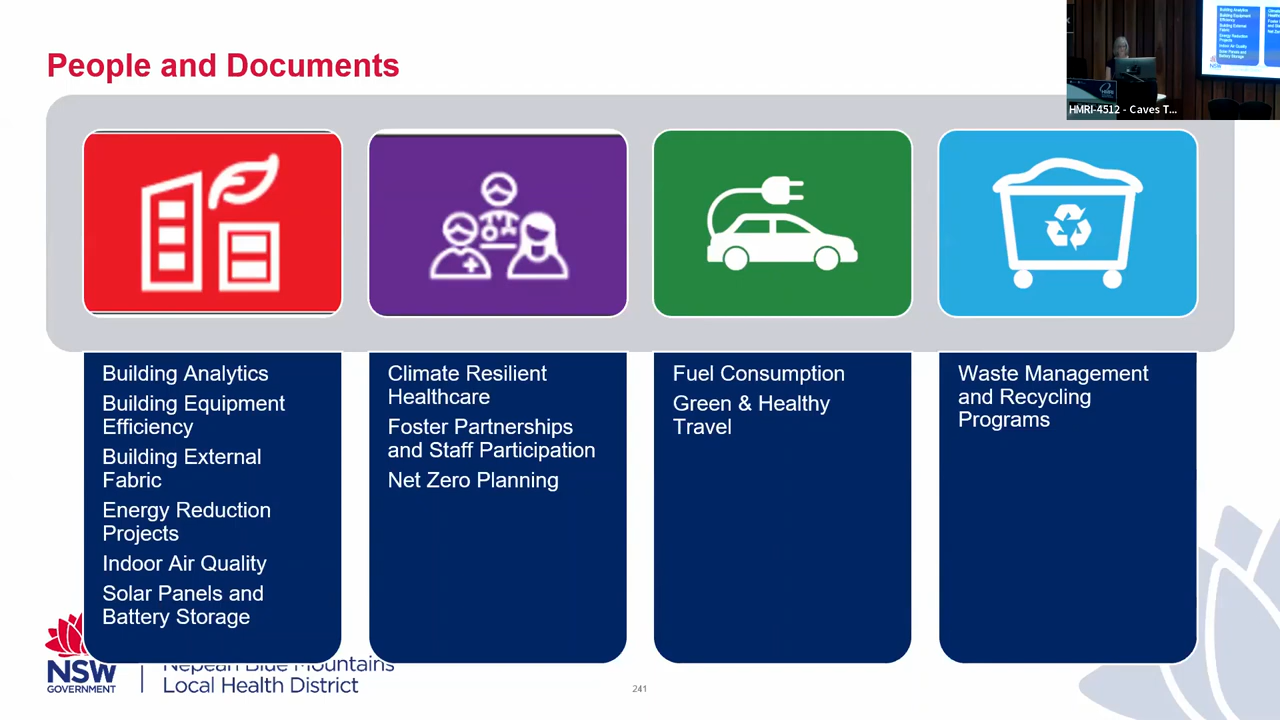 People and Documents
HMRI-4512 - Caves T...
Building Analytics
Building Equipment
Efficiency
Building External
Fabric
Energy Reduction
Projects
Indoor Air Quality
Solar Panels and
Battery Storage
Climate Resilient
Healthcare
Foster Partnerships
and Staff Participation
Net Zero Planning
Fuel Consumption
Green & Healthy
Travel
Waste Management
and Recycling
Programs
NSW
GOVERNMENT
Nepean Blue Mountains
Local Health District
241